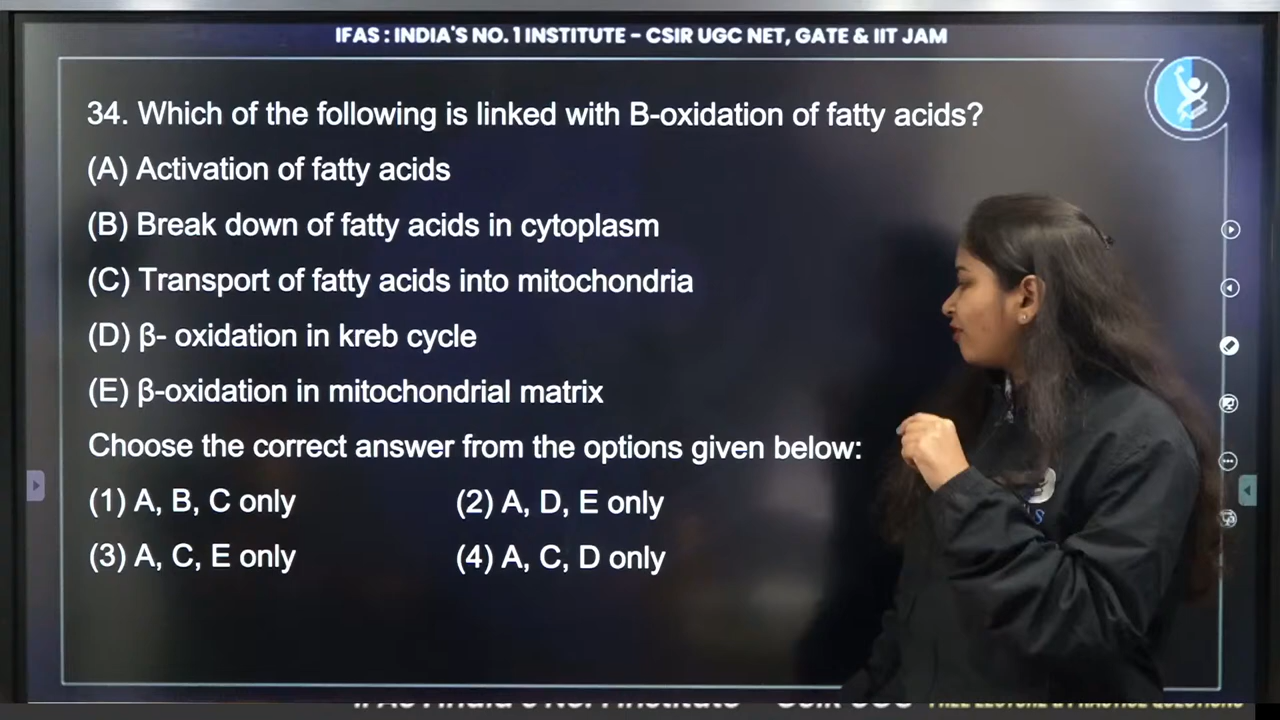 IFAS : INDIA'S NO. 1 INSTITUTE - CSIR UGC NET, GATE & IIT JAM
34. Which of the following is linked with B-oxidation of fatty acids?
(A) Activation of fatty acids
(B) Break down of fatty acids in cytoplasm
(C) Transport of fatty acids into mitochondria
(D) β- oxidation in kreb cycle
(E) β-oxidation in mitochondrial matrix
Choose the correct answer from the options given below:
(1) A, B, C only (2) A, D, E only
(3) A, C, E only (4) A, C, D only